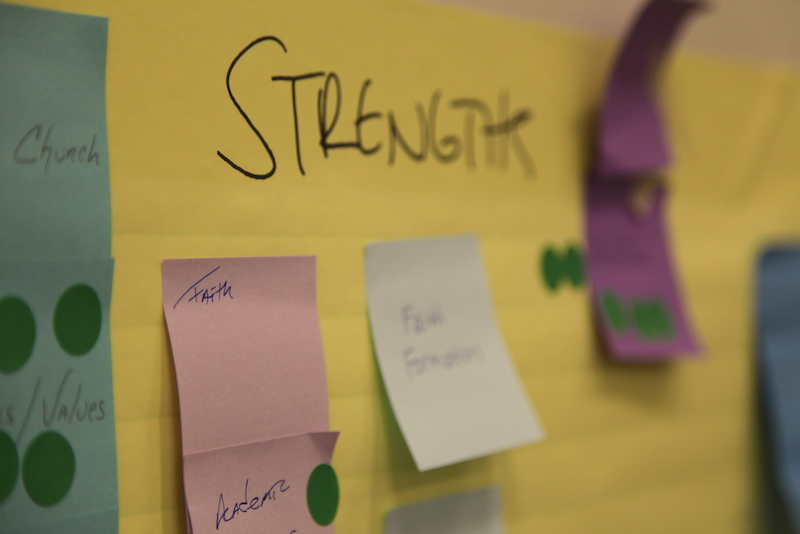 STRENGTH
Church
/Values
Faith
Academic
Faith
Formation